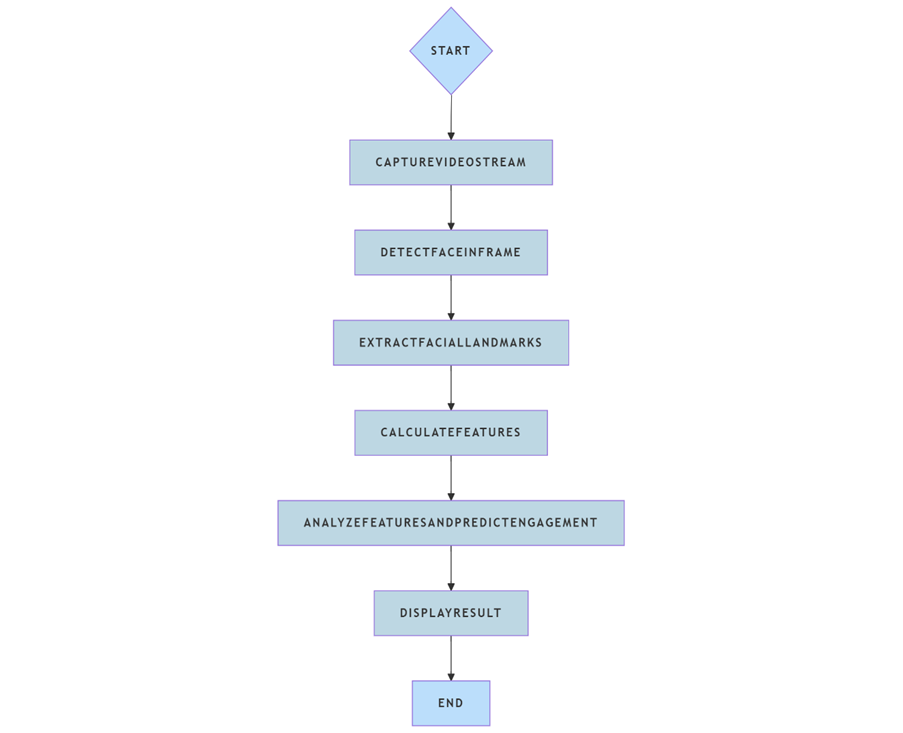 START
CAPTUREVIDEOSTREAM
DETECTFACEINFRAME
EXTRACTFACIALLANDMARKS
CALCULATEFEATURES
ANALYZEFEATURESANDPREDICTENGAGEMENT
DISPLAYRESULT
END